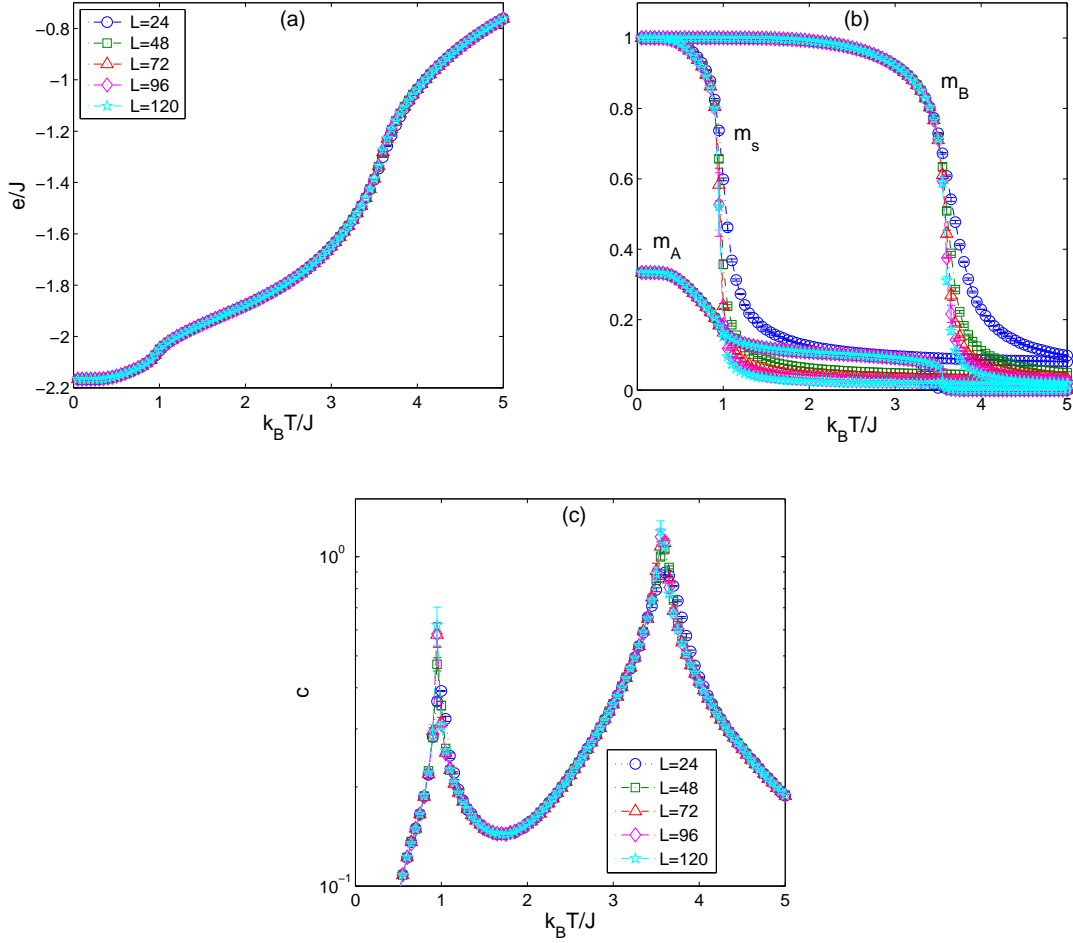 (a)
L=24
L=48
L=72
L=96
L=120
e/J
−0.8
−1
−1.2
−1.4
−1.6
−1.8
−2
−2.2
0 1 2 3 4 5
k_BT/J
(b)
m_B
m_s
m_A
1
0.8
0.6
0.4
0.2
0
0 1 2 3 4 5
k_BT/J
(c)
c
10^0
10^−1
L=24
L=48
L=72
L=96
L=120
1 2 3 4 5
0
k_BT/J